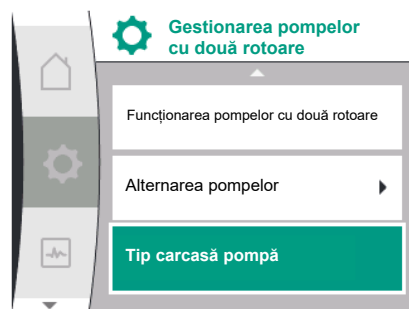 Gestionarea pompelor
cu două rotoare
Funcționarea pompelor cu două rotoare
Alternarea pompelor
Tip carcasă pompă